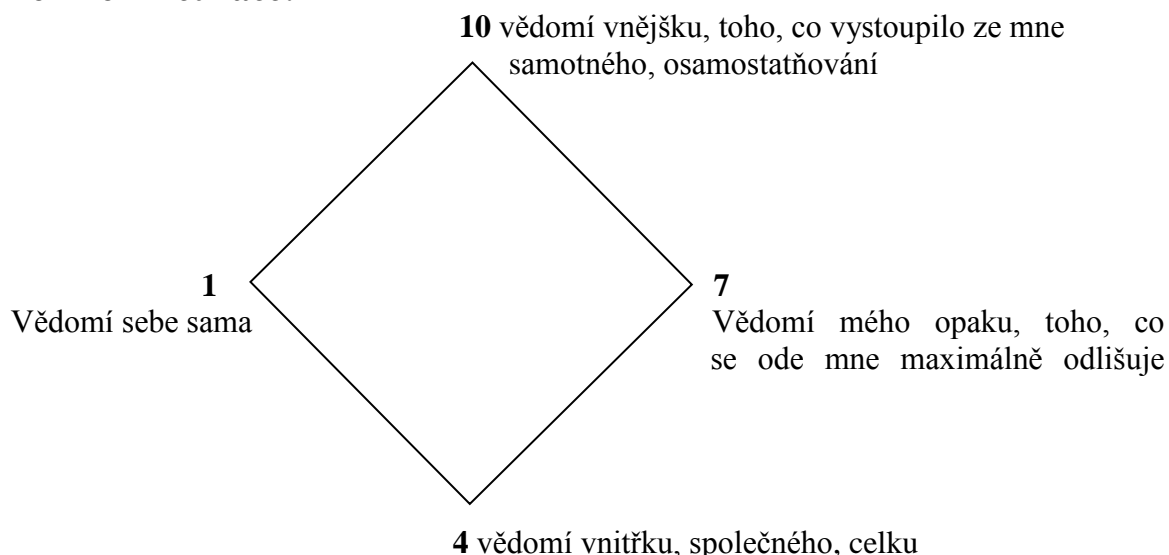 10 vědomí vnějšku, toho, co vystoupilo ze mne
samotného, osamostatňování
1
Vědomí sebe sama
7
Vědomí mého opaku, toho, co
se ode mne maximálně odlišuje
4 vědomí vnitřku, společného, celku